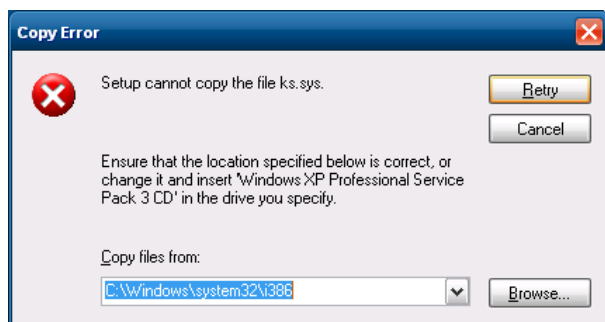 Copy Error
Setup cannot copy the file ks.sys.
Retry
Cancel
Ensure that the location specified below is correct, or
change it and insert 'Windows XP Professional Service
Pack 3 CD' in the drive you specify.
Copy files from:
C:\Windows\system32\i386
Browse...